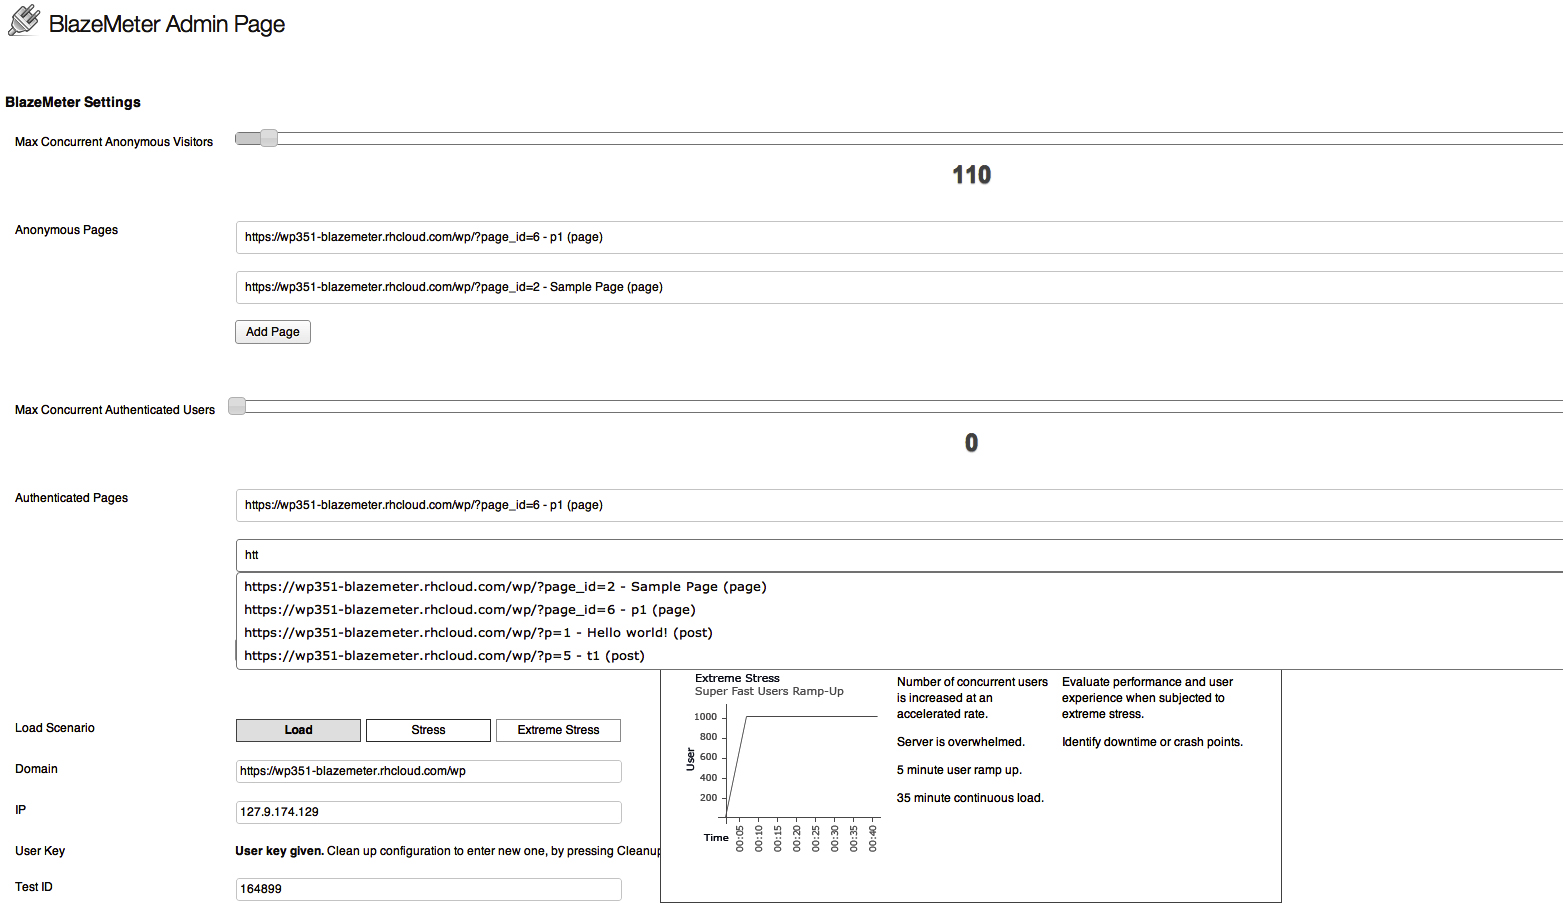 BlazeMeter Admin Page
BlazeMeter Settings
Max Concurrent Anonymous Visitors
110
Anonymous Pages
https://wp351-blazemeter.rhcloud.com/wp/?page_id=6 - p1 (page)
https://wp351-blazemeter.rhcloud.com/wp/?page_id=2 - Sample Page (page)
Add Page
Max Concurrent Authenticated Users
0
Authenticated Pages
https://wp351-blazemeter.rhcloud.com/wp/?page_id=6 - p1 (page)
htt
https://wp351-blazemeter.rhcloud.com/wp/?page_id=2 - Sample Page (page)
https://wp351-blazemeter.rhcloud.com/wp/?page_id=6 - p1 (page)
https://wp351-blazemeter.rhcloud.com/wp/?p=1 - Hello world! (post)
https://wp351-blazemeter.rhcloud.com/wp/?p=5 - t1 (post)
Load Scenario
Load Stress Extreme Stress
Domain
https://wp351-blazemeter.rhcloud.com/wp
IP
127.9.174.129
User Key
User key given. Clean up configuration to enter new one, by pressing Cleanup
Test ID
164899
Extreme Stress
Super Fast Users Ramp-Up
1000
800
600
400
200
User
Time
00:05
00:10
00:15
00:20
00:25
00:30
00:35
00:40
Number of concurrent users
is increased at an
accelerated rate.
Server is overwhelmed.
5 minute user ramp up.
35 minute continuous load.
Evaluate performance and user
experience when subjected to
extreme stress.
Identify downtime or crash points.